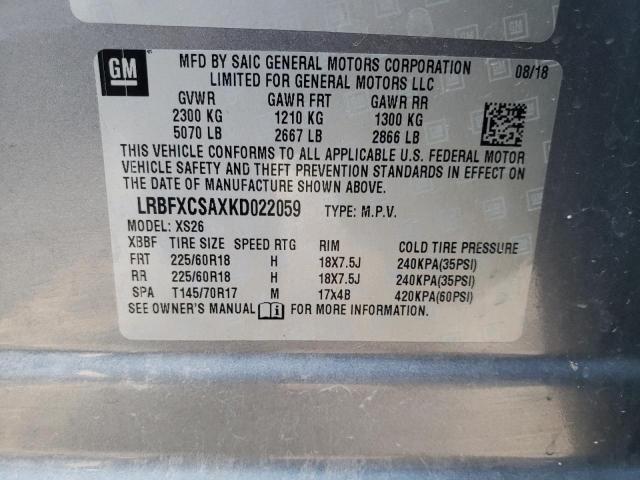 GM
MFD BY SAIC GENERAL MOTORS CORPORATION 08/18
LIMITED FOR GENERAL MOTORS LLC
GVWR GAWR FRT GAWR RR
2300 KG 1210 KG 1300 KG
5070 LB 2667 LB 2866 LB
THIS VEHICLE CONFORMS TO ALL APPLICABLE U.S. FEDERAL MOTOR
VEHICLE SAFETY AND THEFT PREVENTION STANDARDS IN EFFECT ON
DATE OF MANUFACTURE SHOWN ABOVE.
LRBFXCSAXKD022059 TYPE: M.P.V.
MODEL: XS26
XBBF TIRE SIZE SPEED RTG RIM COLD TIRE PRESSURE
FRT 225/60R18 H 18X7.5J 240KPA(35PSI)
RR 225/60R18 H 18X7.5J 240KPA(35PSI)
SPA T145/70R17 M 17x4B 420KPA(60PSI)
SEE OWNER'S MANUAL i FOR MORE INFORMATION.